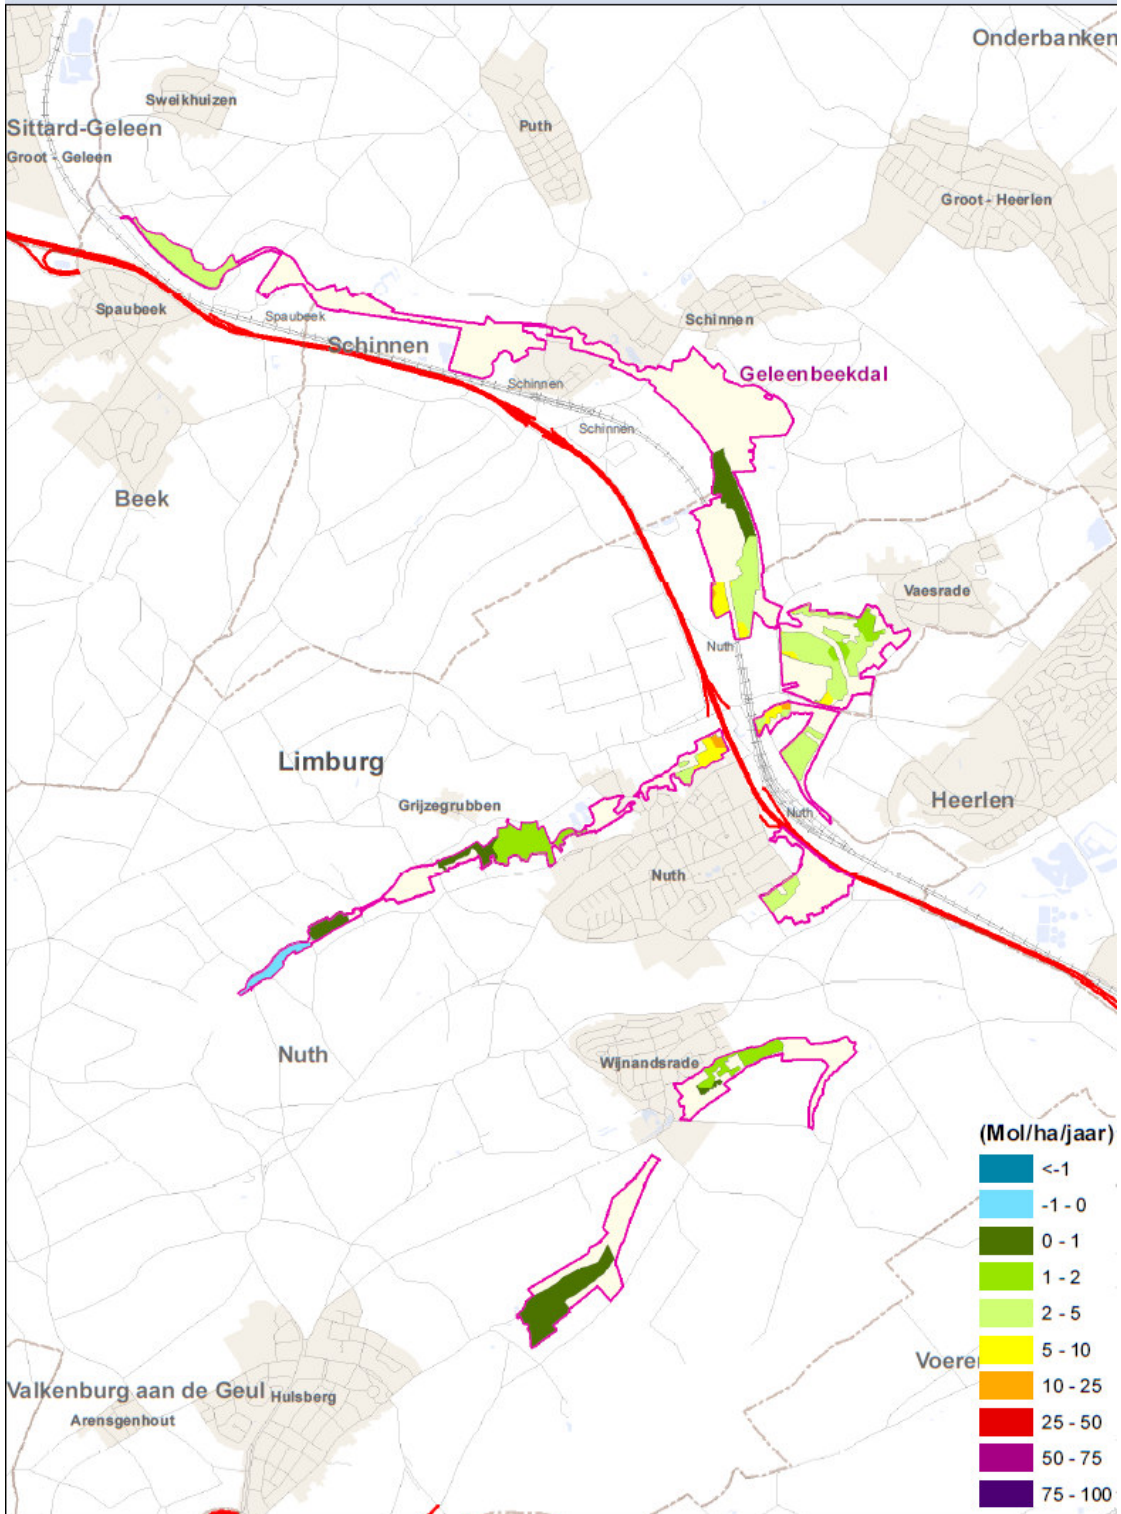 Onderbanken
Sweikhuizen
Sittard-Geleen
Puth
Groot - Geleen
Groot - Heerlen
Spaubeek
Spaubeek
Schinnen
Schinnen
Geleenbeekdal
Schinnen
Schinnen
Beek
Vaesrade
Nuth
Limburg
Grijzegrubben
Heerlen
Nuth
Nuth
Nuth
Wijnandsrade
(Mol/ha/jaar)
<-1
-1 - 0
0 - 1
1 - 2
2 - 5
5 - 10
Voeren
10 - 25
Valkenburg aan de Geul
Hulsberg
Arensgenhout
25 - 50
50 - 75
75 - 100